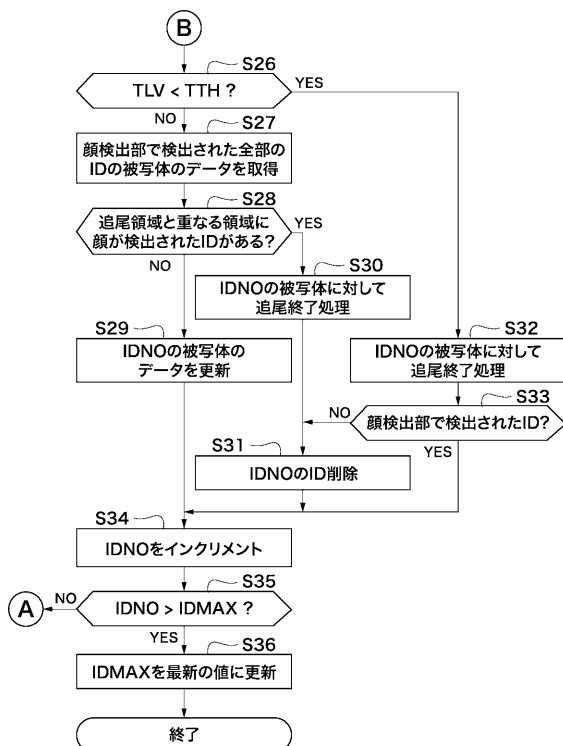 B
S26
TLV < TTH ?
YES
NO
S27
顔検出部で検出された全部の
IDの被写体のデータを取得
S28
追尾領域と重なる領域に
顔が検出されたIDがある?
YES
NO
S30
IDNOの被写体に対して
追尾終了処理
S29
IDNOの被写体の
データを更新
S32
IDNOの被写体に対して
追尾終了処理
S33
顔検出部で検出されたID?
NO
YES
S31
IDNOのID削除
S34
IDNOをインクリメント
S35
IDNO > IDMAX ?
NO
A
YES
S36
IDMAXを最新の値に更新
終了